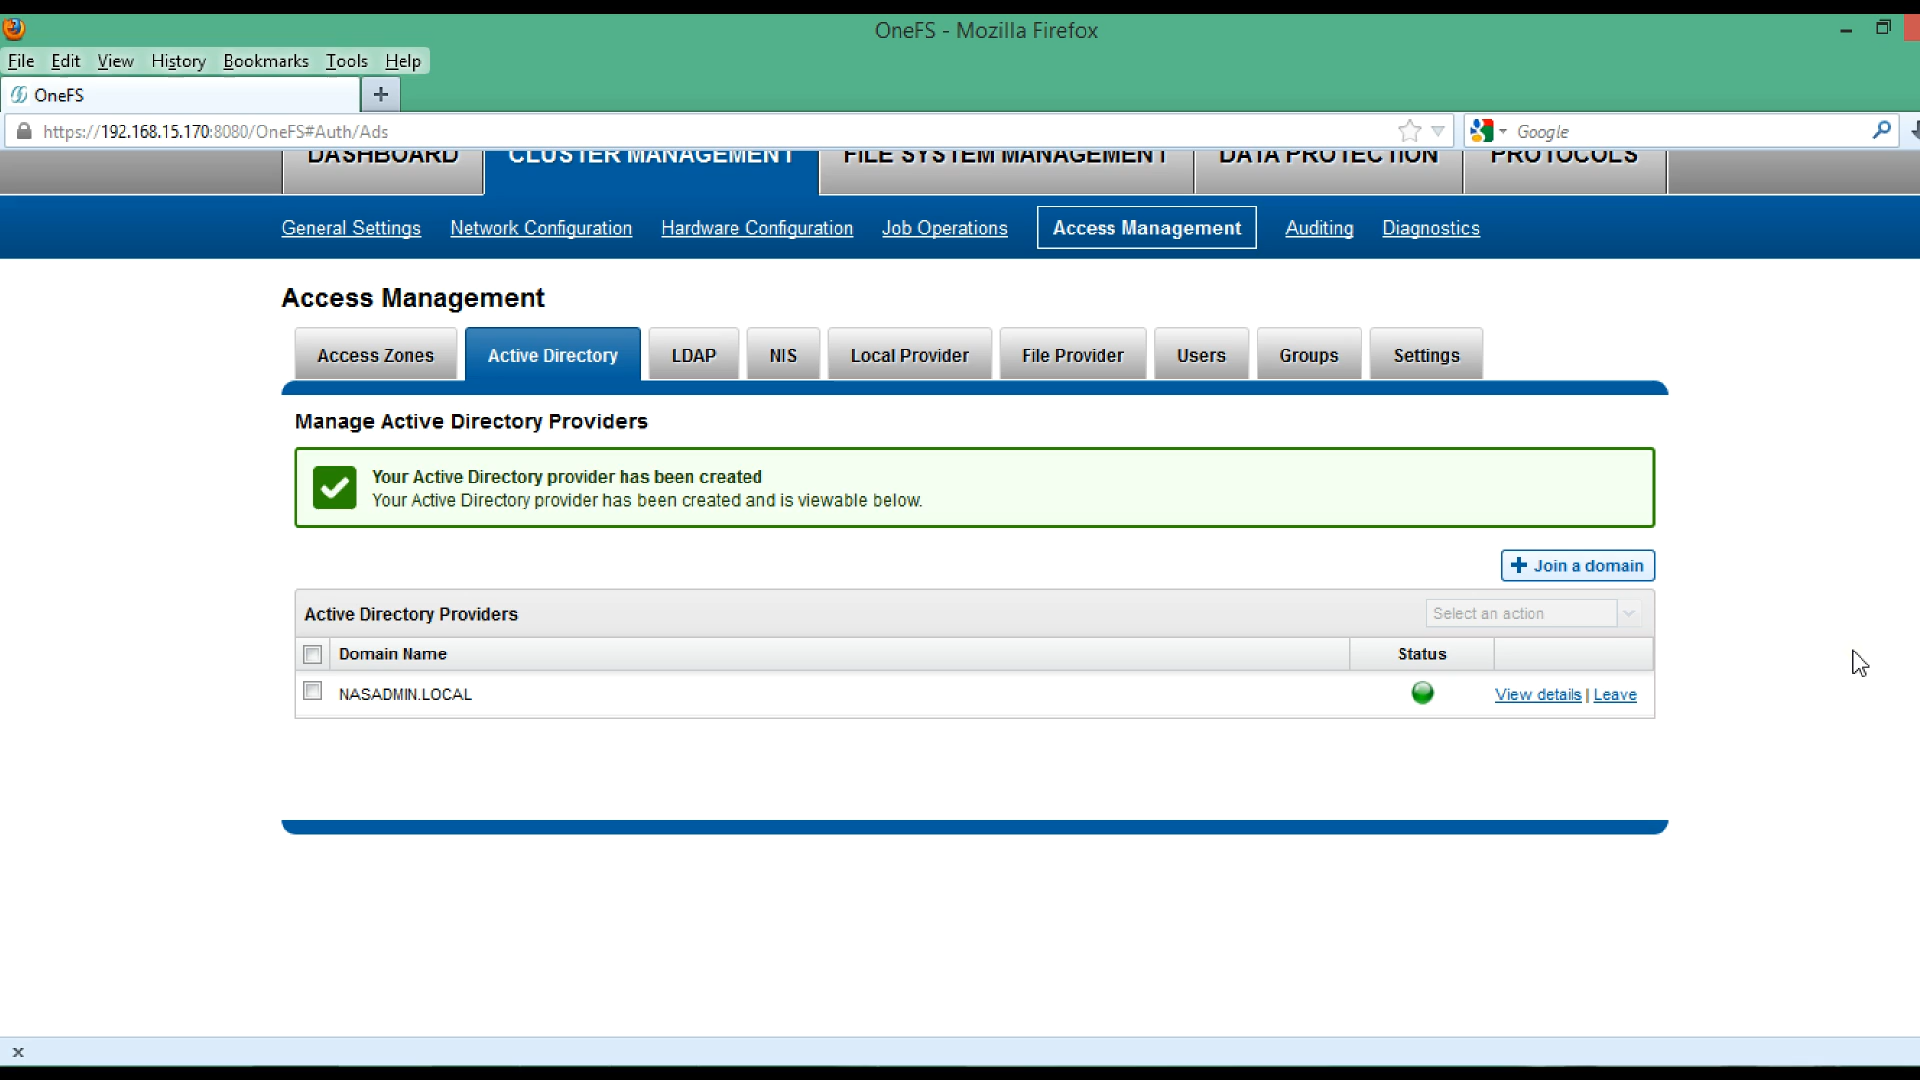 OneFS - Mozilla Firefox
File Edit View History Bookmarks Tools Help
OneFS
https://192.168.15.170:8080/OneFS#Auth/Ads
Google
DASHBOARD CLUSTER MANAGEMENT FILE SYSTEM MANAGEMENT DATA PROTECTION PROTOCOLS
General Settings Network Configuration Hardware Configuration Job Operations Access Management Auditing Diagnostics
Access Management
Access Zones Active Directory LDAP NIS Local Provider File Provider Users Groups Settings
Manage Active Directory Providers
Your Active Directory provider has been created
Your Active Directory provider has been created and is viewable below.
Join a domain
Active Directory Providers Select an action
Domain Name Status
NASADMIN.LOCAL View details | Leave